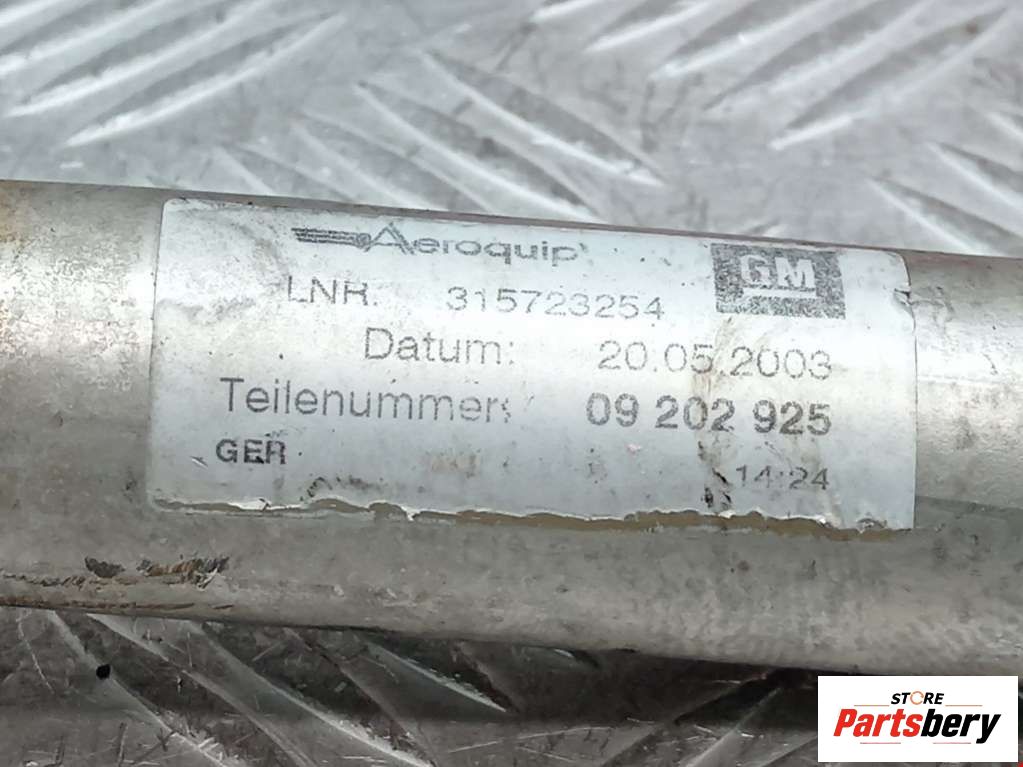 Aeroquip
GM
LNR. 315723254
Datum: 20.05.2003
Teilenummer: 09 202 925
GER 14:24
STORE
Partsbery